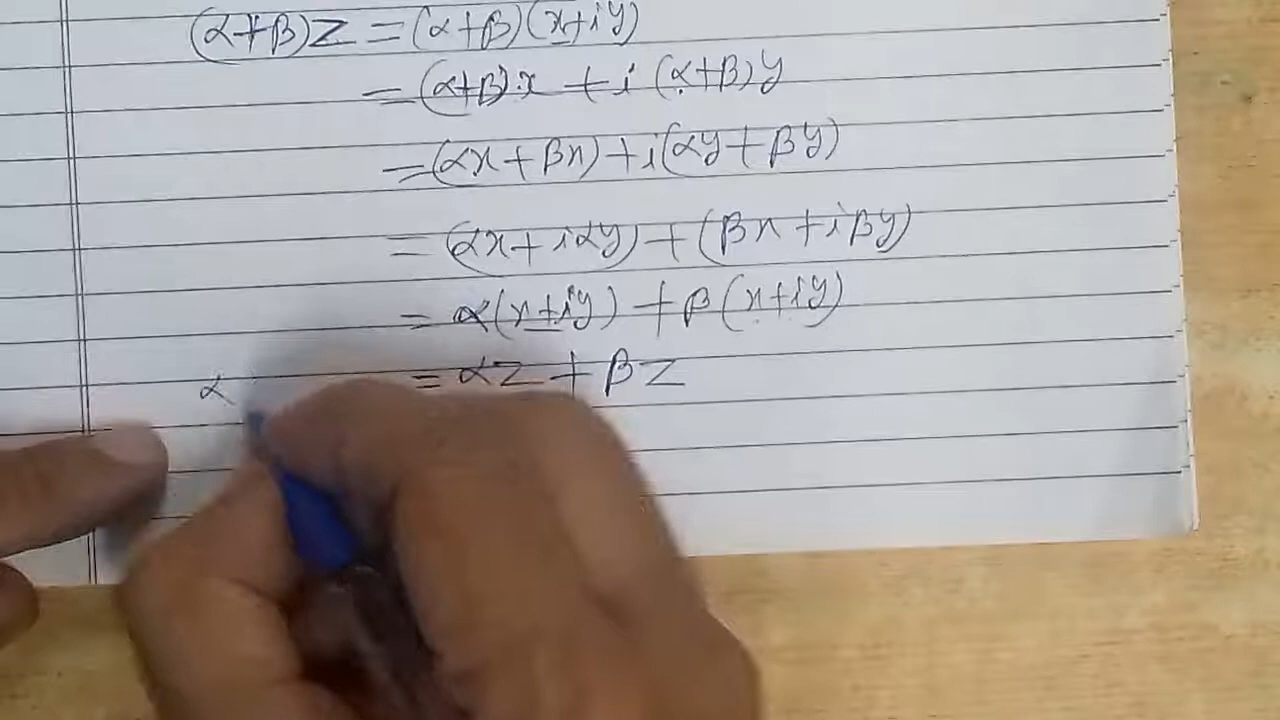 (α+β)z = (α+β)(x+iy)
= (α+β)x + i(α+β)y
= (αx+βx)+i(αy+βy)
= (αx+iαy)+(βx+iβy)
= α(x+iy)+β(x+iy)
= αz+βz
α